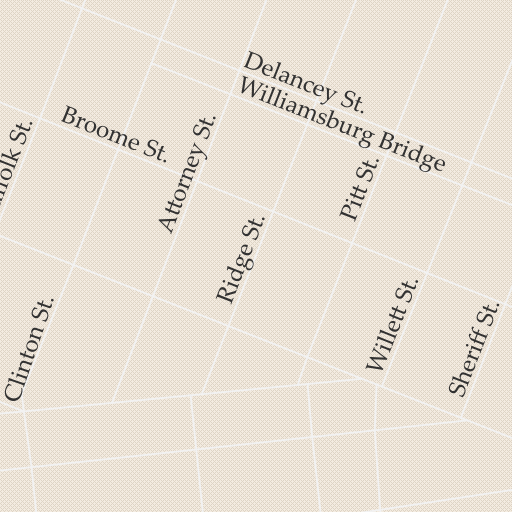 Delancey St.
Williamsburg Bridge
Broome St.
Attorney St.
Pitt St.
Ridge St.
Clinton St.
Willett St.
Sheriff St.